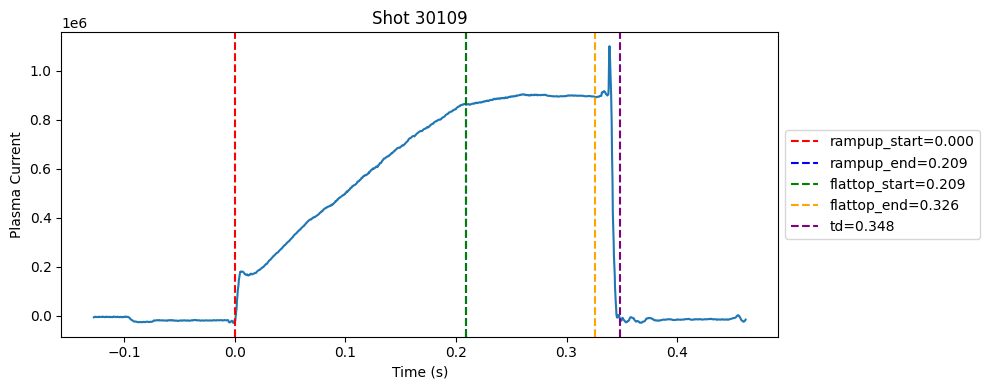 Shot 30109
1e6
1.0
0.8
0.6
0.4
0.2
0.0
Plasma Current
−0.1 0.0 0.1 0.2 0.3 0.4
Time (s)
rampup_start=0.000
rampup_end=0.209
flattop_start=0.209
flattop_end=0.326
td=0.348